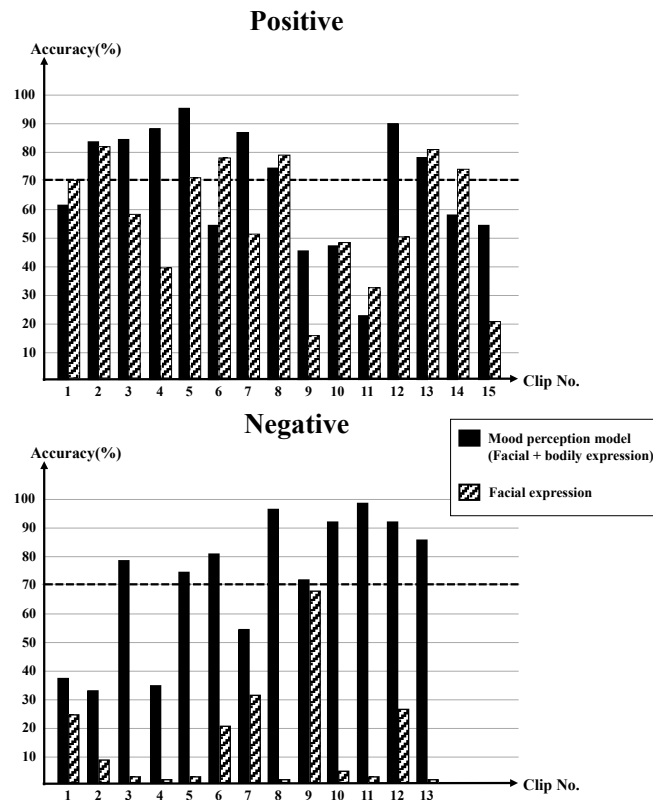 Positive
Accuracy(%)
100
90
80
70
60
50
40
30
20
10
1 2 3 4 5 6 7 8 9 10 11 12 13 14 15
Clip No.
Negative
Accuracy(%)
100
90
80
70
60
50
40
30
20
10
1 2 3 4 5 6 7 8 9 10 11 12 13
Clip No.
Mood perception model
(Facial + bodily expression)
Facial expression